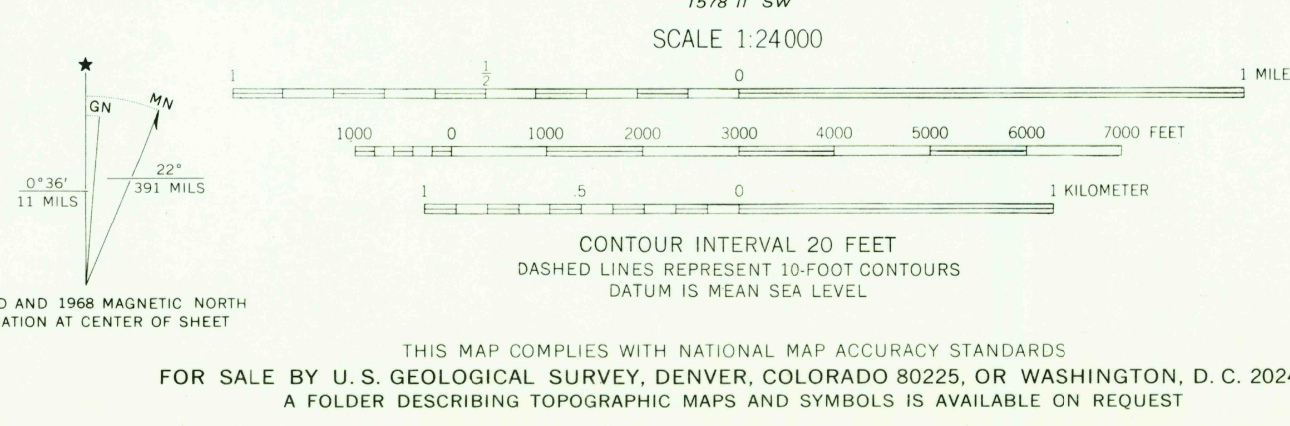 SCALE 1:24000
1 ½ 0 1 MILE
1000 0 1000 2000 3000 4000 5000 6000 7000 FEET
1 .5 0 1 KILOMETER
★
GN MN
0°36′ 22°
11 MILS 391 MILS
CONTOUR INTERVAL 20 FEET
DASHED LINES REPRESENT 10-FOOT CONTOURS
DATUM IS MEAN SEA LEVEL
D AND 1968 MAGNETIC NORTH
ATION AT CENTER OF SHEET
THIS MAP COMPLIES WITH NATIONAL MAP ACCURACY STANDARDS
FOR SALE BY U. S. GEOLOGICAL SURVEY, DENVER, COLORADO 80225, OR WASHINGTON, D. C. 202
A FOLDER DESCRIBING TOPOGRAPHIC MAPS AND SYMBOLS IS AVAILABLE ON REQUEST